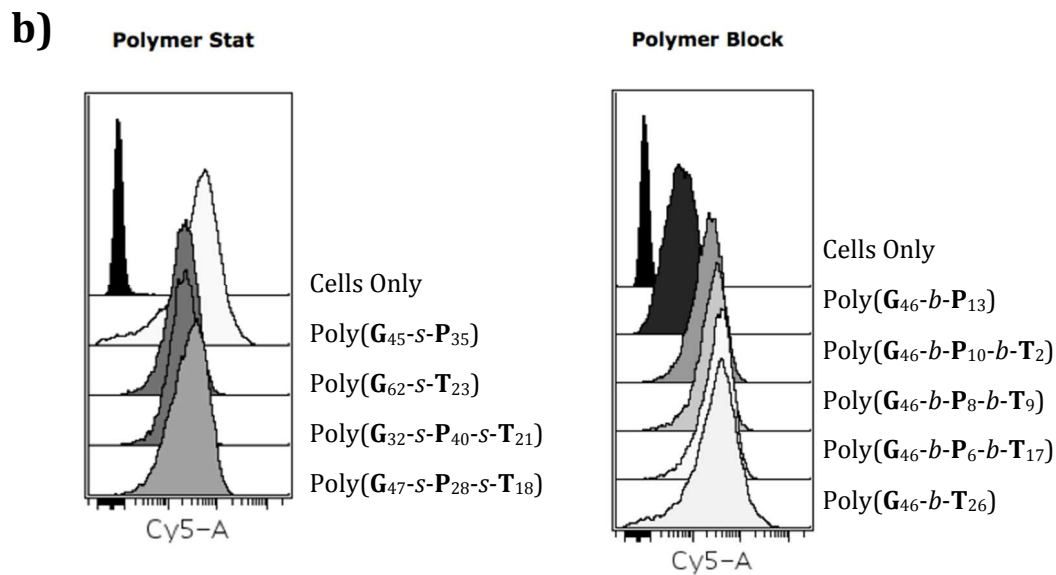 b)
Polymer Stat
Cells Only
Poly(G₄₅-s-P₃₅)
Poly(G₆₂-s-T₂₃)
Poly(G₃₂-s-P₄₀-s-T₂₁)
Poly(G₄₇-s-P₂₈-s-T₁₈)
Cy5-A
Polymer Block
Cells Only
Poly(G₄₆-b-P₁₃)
Poly(G₄₆-b-P₁₀-b-T₂)
Poly(G₄₆-b-P₈-b-T₉)
Poly(G₄₆-b-P₆-b-T₁₇)
Poly(G₄₆-b-T₂₆)
Cy5-A